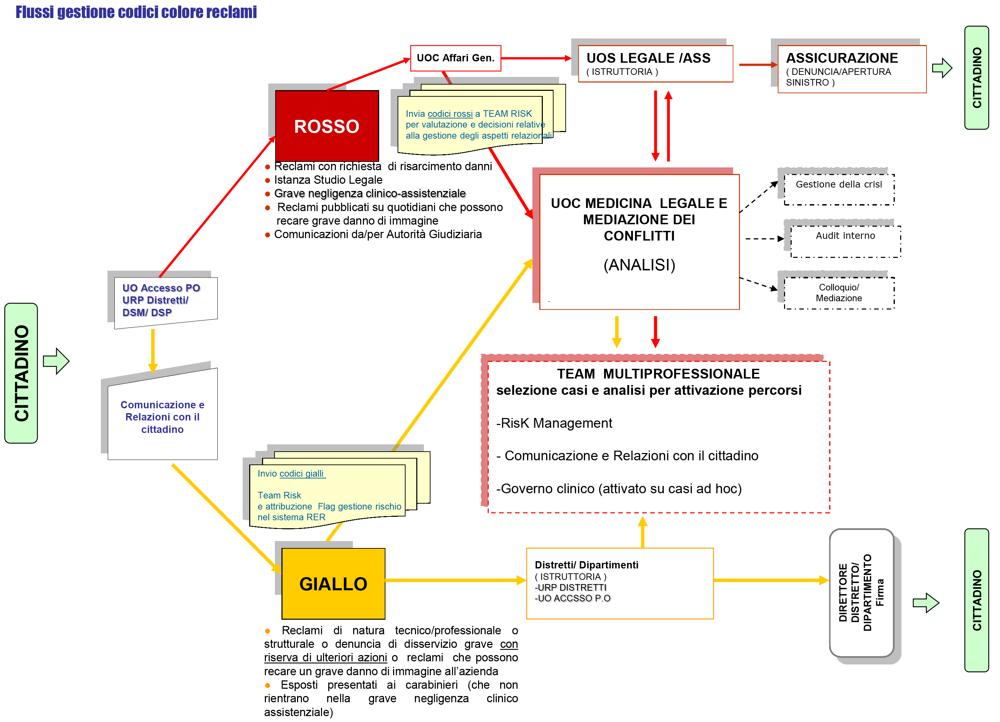 Flussi gestione codici colore reclami
UOC Affari Gen.
UOS LEGALE /ASS
( ISTRUTTORIA )
ASSICURAZIONE
( DENUNCIA/APERTURA
SINISTRO )
CITTADINO
ROSSO
Invia codici rossi a TEAM RISK
per valutazione e decisioni relative
alla gestione degli aspetti relazionali
● Reclami con richiesta di risarcimento danni
● Istanza Studio Legale
● Grave negligenza clinico-assistenziale
● Reclami pubblicati su quotidiani che possono
recare grave danno di immagine
● Comunicazioni da/per Autorità Giudiziaria
UOC MEDICINA LEGALE E
MEDIAZIONE DEI
CONFLITTI
(ANALISI)
.
Gestione della crisi
Audit interno
Colloquio/
Mediazione
UO Accesso PO
URP Distretti/
DSM/ DSP
CITTADINO
Comunicazione e
Relazioni con il
cittadino
TEAM MULTIPROFESSIONALE
selezione casi e analisi per attivazione percorsi
-RisK Management
- Comunicazione e Relazioni con il cittadino
-Governo clinico (attivato su casi ad hoc)
Invio codici gialli
Team Risk
e attribuzione Flag gestione rischio
nel sistema RER
GIALLO
Distretti/ Dipartimenti
( ISTRUTTORIA )
-URP DISTRETTI
-UO ACCSSO P.O
DIRETTORE
DISTRETTO/
DIPARTIMENTO
Firma
CITTADINO
● Reclami di natura tecnico/professionale o
strutturale o denuncia di disservizio grave con
riserva di ulteriori azioni o reclami che possono
recare un grave danno di immagine all’azienda
● Esposti presentati ai carabinieri (che non
rientrano nella grave negligenza clinico
assistenziale)